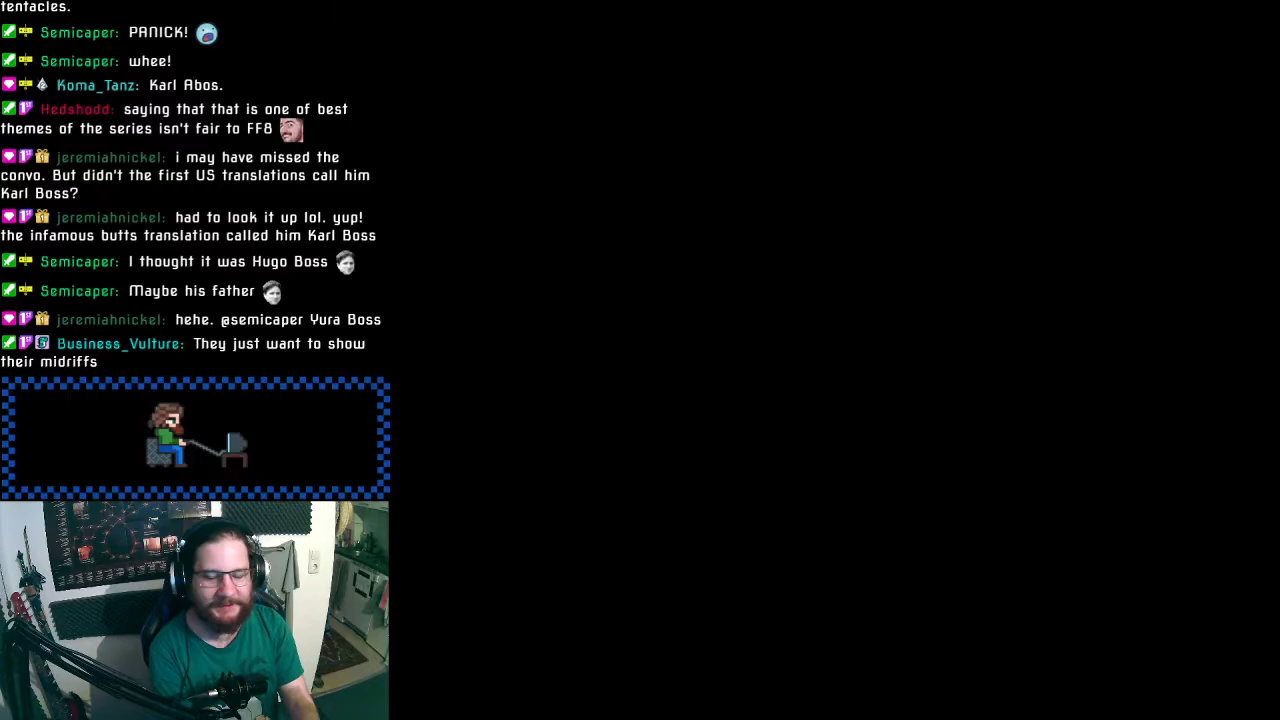 tentacles.
Semicaper: PANICK!
Semicaper: whee!
Koma_Tanz: Karl Abos.
Hedshodd: saying that that is one of best
themes of the series isn't fair to FF8
jeremiahnickel: i may have missed the
convo. But didn't the first US translations call him
Karl Boss?
jeremiahnickel: had to look it up lol. yup!
the infamous butts translation called him Karl Boss
Semicaper: I thought it was Hugo Boss
Semicaper: Maybe his father
jeremiahnickel: hehe. @semicaper Yura Boss
Business_Vulture: They just want to show
their midriffs